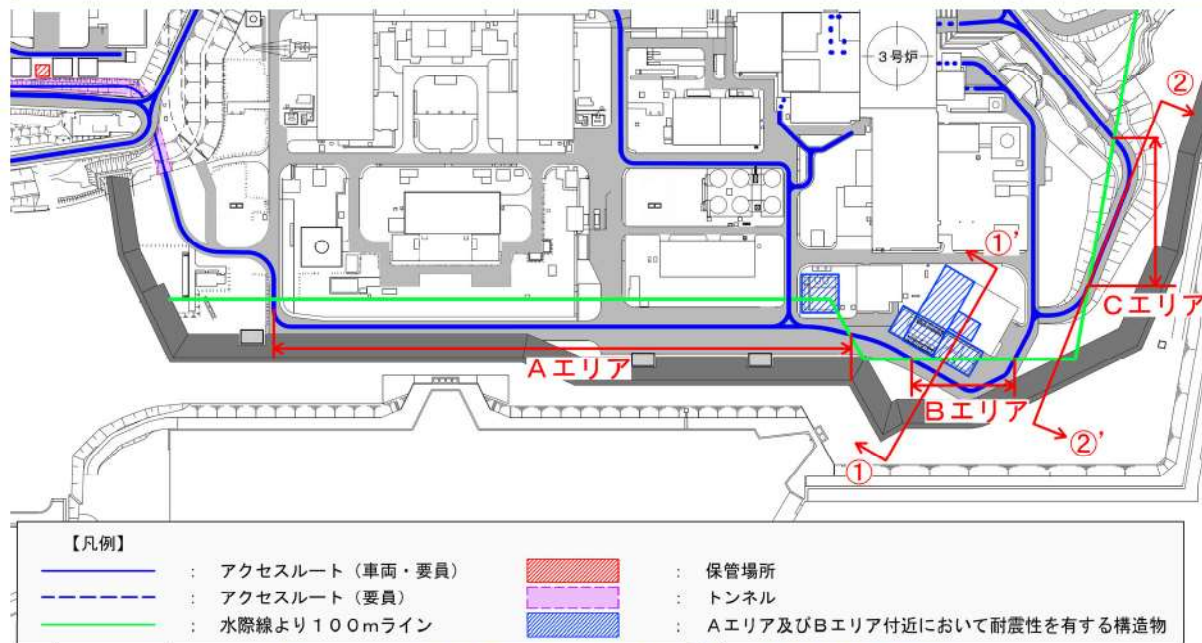 3号炉
②
①'
Cエリア
Aエリア
Bエリア
①
②'
【凡例】
: アクセスルート(車両・要員)
: アクセスルート(要員)
: 水際線より100mライン
: 保管場所
: トンネル
: Aエリア及びBエリア付近において耐震性を有する構造物